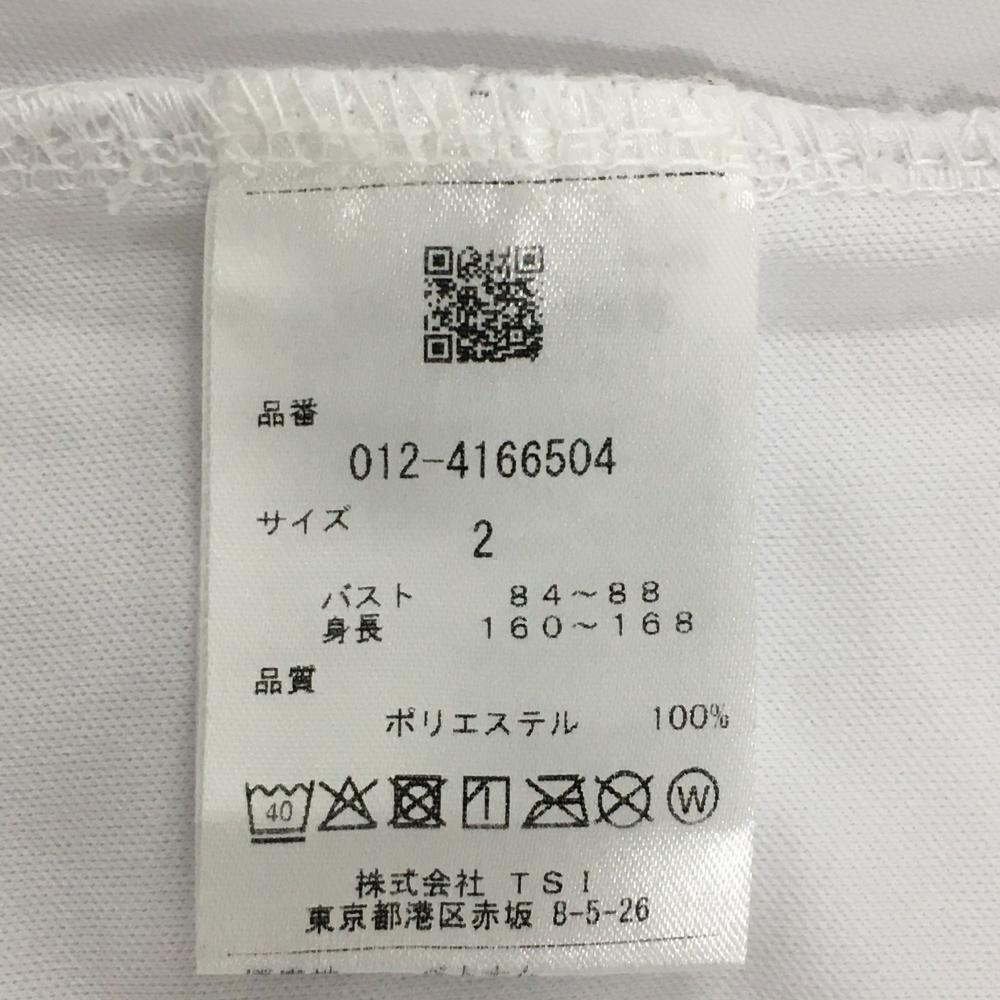 品番
012-4166504
サイズ 2
バスト 84～88
身長 160～168
品質
ポリエステル 100%
40
W
株式会社 TSI
東京都港区赤坂 8-5-26